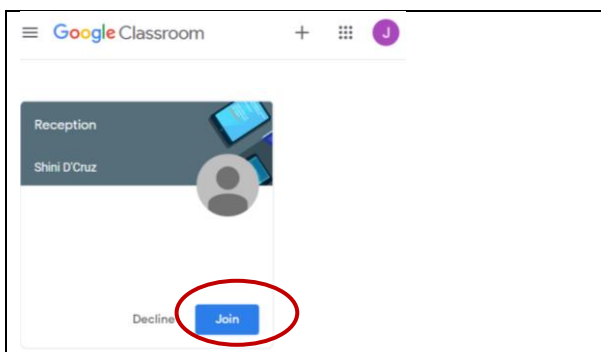 Google Classroom
J
Reception
Shini D'Cruz
Decline
Join